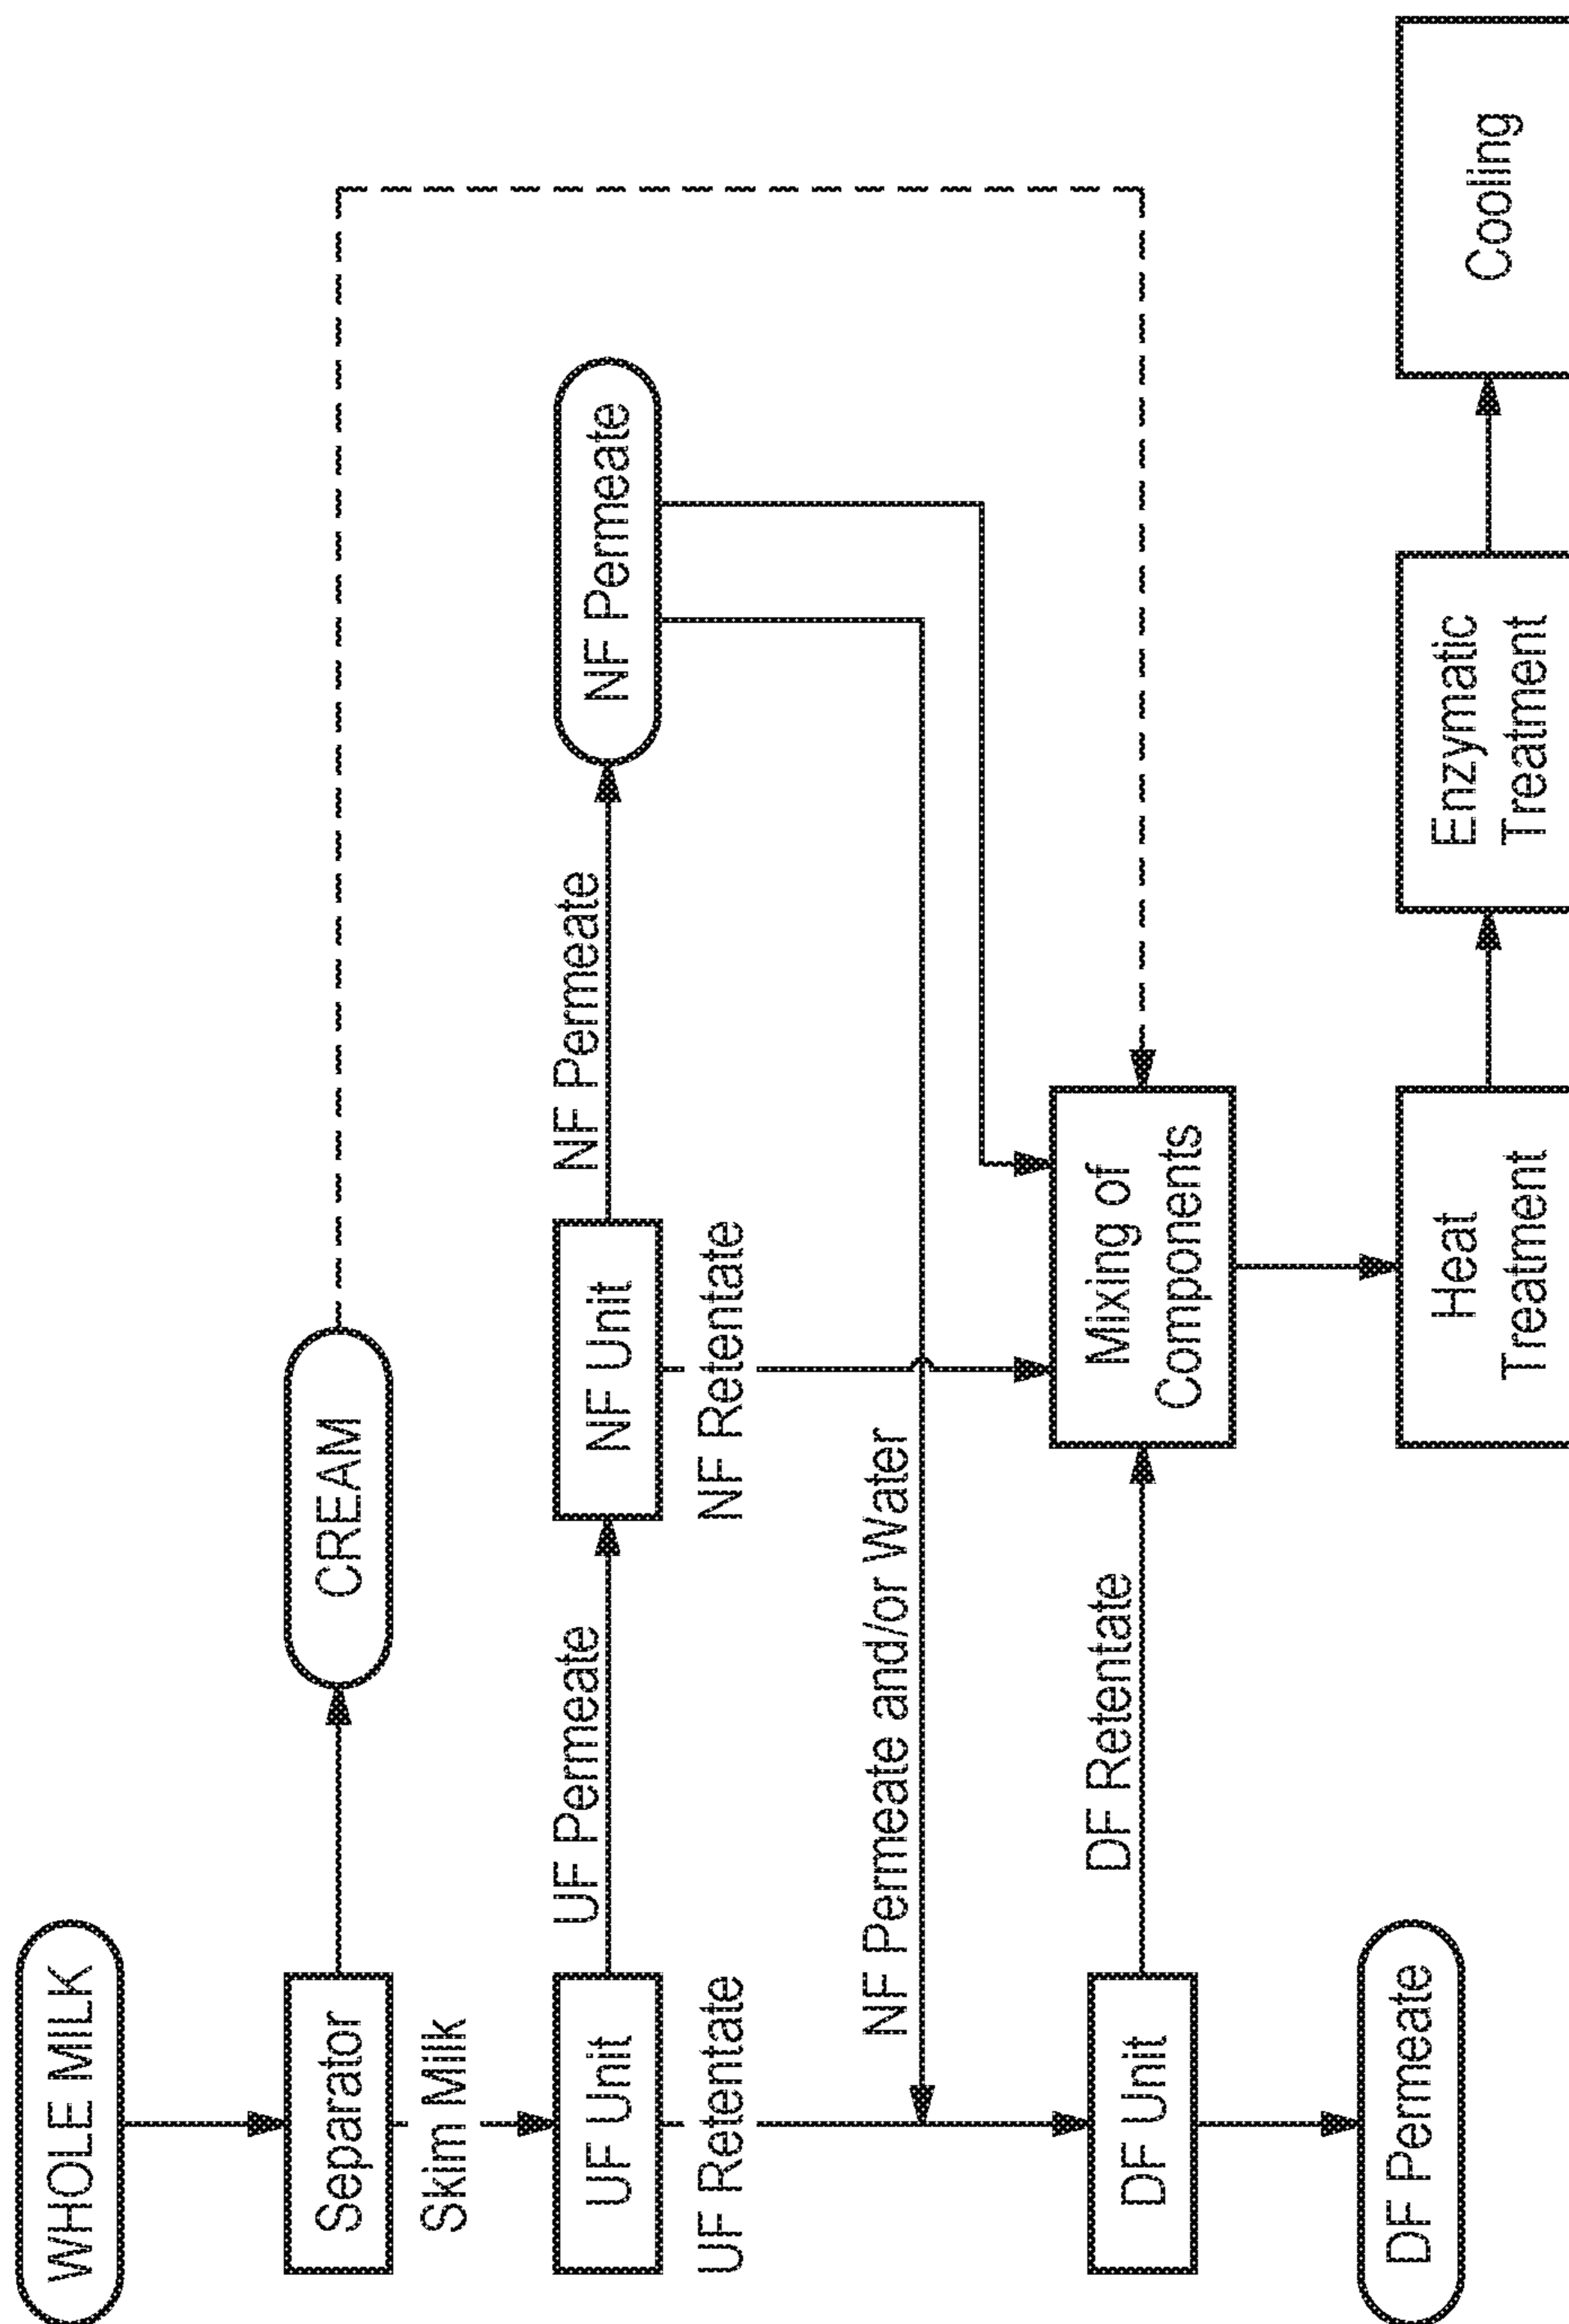 WHOLE MILK
Separator
CREAM
Skim Milk
UF Unit
UF Permeate
NF Unit
NF Permeate
NF Permeate
UF Retentate
NF Retentate
NF Permeate and/or Water
DF Unit
DF Retentate
Mixing of
Components
DF Permeate
Heat
Treatment
Enzymatic
Treatment
Cooling